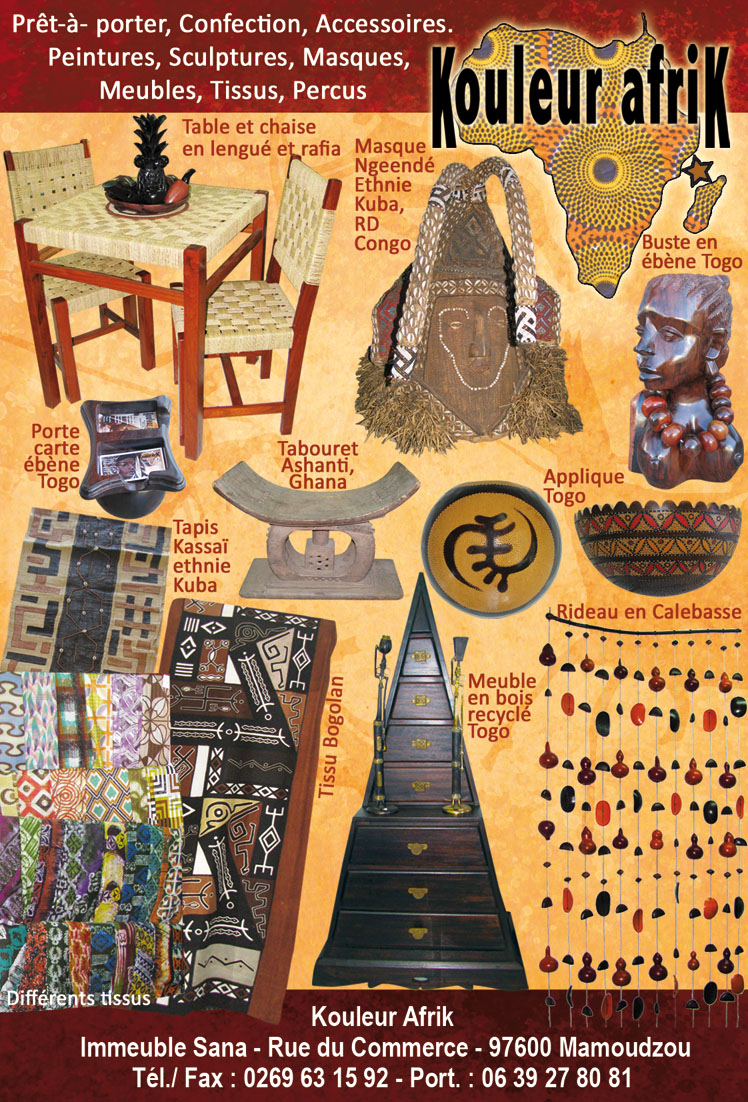 Prêt-à- porter, Confection, Accessoires.
Peintures, Sculptures, Masques,
Meubles, Tissus, Percus
Kouleur afriK
Table et chaise
en lengué et rafia
Masque
Ngeendé
Ethnie
Kuba,
RD
Congo
Buste en
ébène Togo
Porte
carte
ébène
Togo
Tabouret
Ashanti,
Ghana
Applique
Togo
Tapis
Kassaï
ethnie
Kuba
Rideau en Calebasse
Tissu Bogolan
Meuble
en bois
recyclé
Togo
Différents tissus
Kouleur Afrik
Immeuble Sana - Rue du Commerce - 97600 Mamoudzou
Tél./ Fax : 0269 63 15 92 - Port. : 06 39 27 80 81